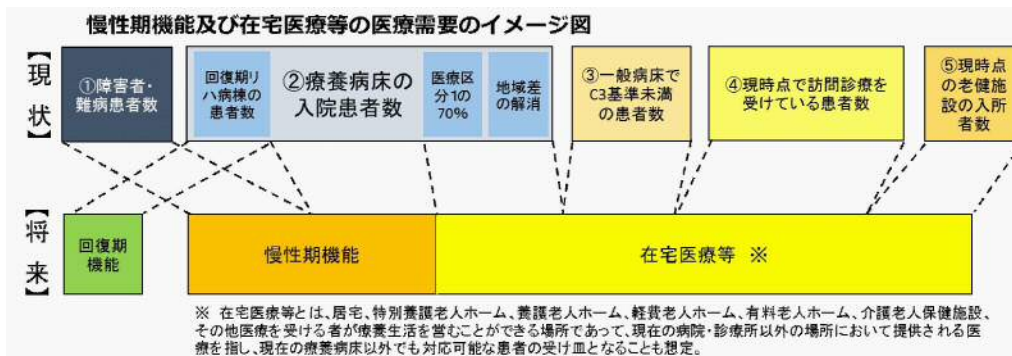 慢性期機能及び在宅医療等の医療需要のイメージ図
【現状】
①障害者・
難病患者数
回復期リ
ハ病棟の
患者数
②療養病床の
入院患者数
医療区
分1の
70%
地域差
の解消
③一般病床で
C3基準未満
の患者数
④現時点で訪問診療を
受けている患者数
⑤現時点
の老健施
設の入所
者数
【将来】
回復期
機能
慢性期機能
在宅医療等 ※
※ 在宅医療等とは、居宅、特別養護老人ホーム、養護老人ホーム、軽費老人ホーム、有料老人ホーム、介護老人保健施設、
その他医療を受ける者が療養生活を営むことができる場所であって、現在の病院・診療所以外の場所において提供される医
療を指し、現在の療養病床以外でも対応可能な患者の受け皿となることも想定。